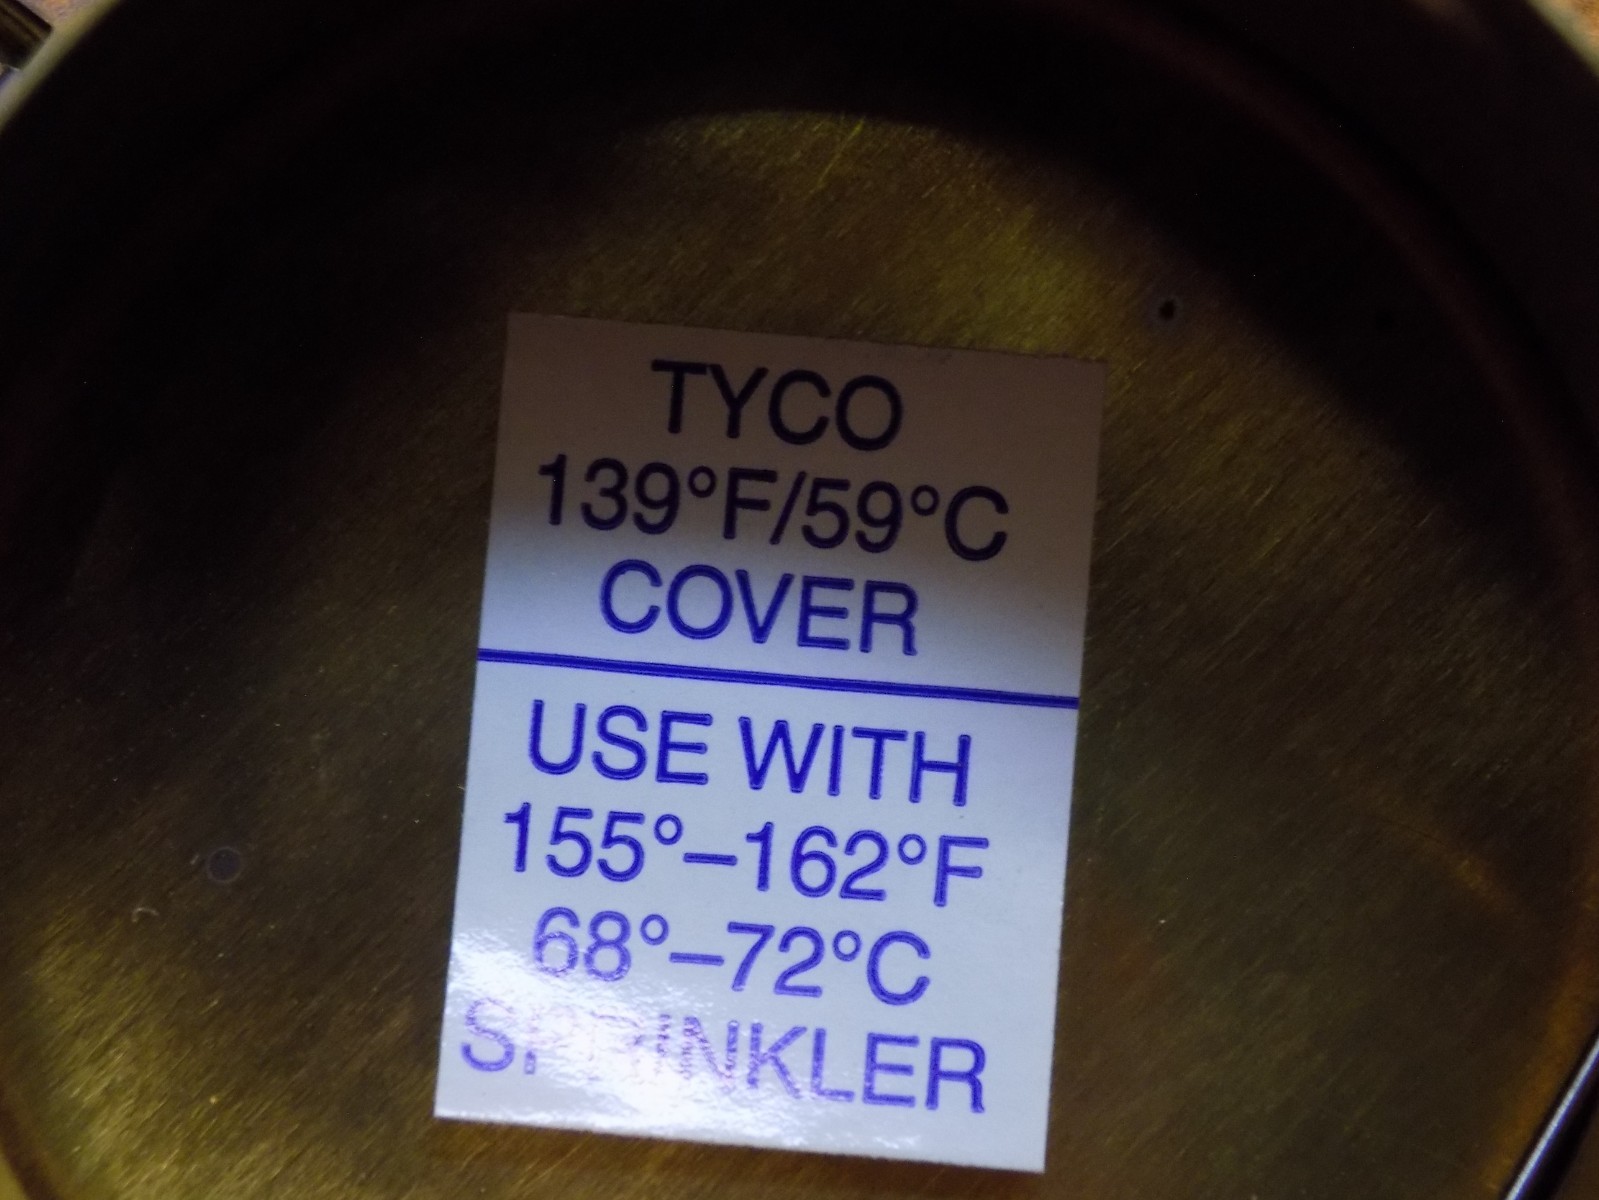 TYCO
139°F/59°C
COVER
USE WITH
155°–162°F
68°–72°C
SPRINKLER